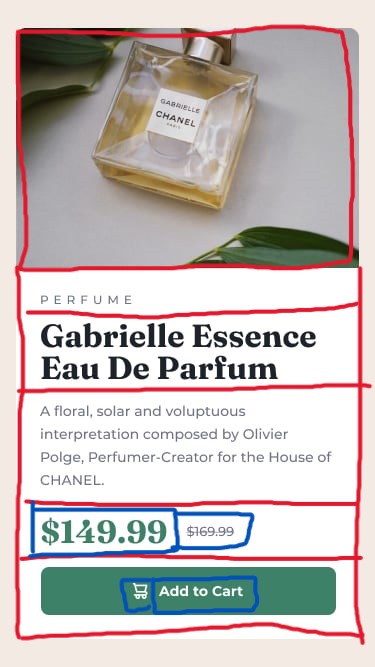 GABRIELLE
CHANEL
PARIS
PERFUME
Gabrielle Essence
Eau De Parfum
A floral, solar and voluptuous
interpretation composed by Olivier
Polge, Perfumer-Creator for the House of
CHANEL.
$149.99 $169.99
Add to Cart